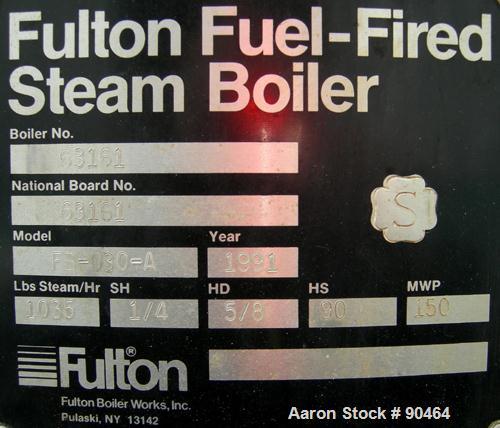 Fulton Fuel-Fired
Steam Boiler
Boiler No.
63161
National Board No.
63161
Model Year
FS-030-A 1991
Lbs Steam/Hr SH HD HS MWP
1035 1/4 5/8 90 150
S
Fulton®
Fulton Boiler Works, Inc.
Pulaski, NY 13142
Aaron Stock # 90464